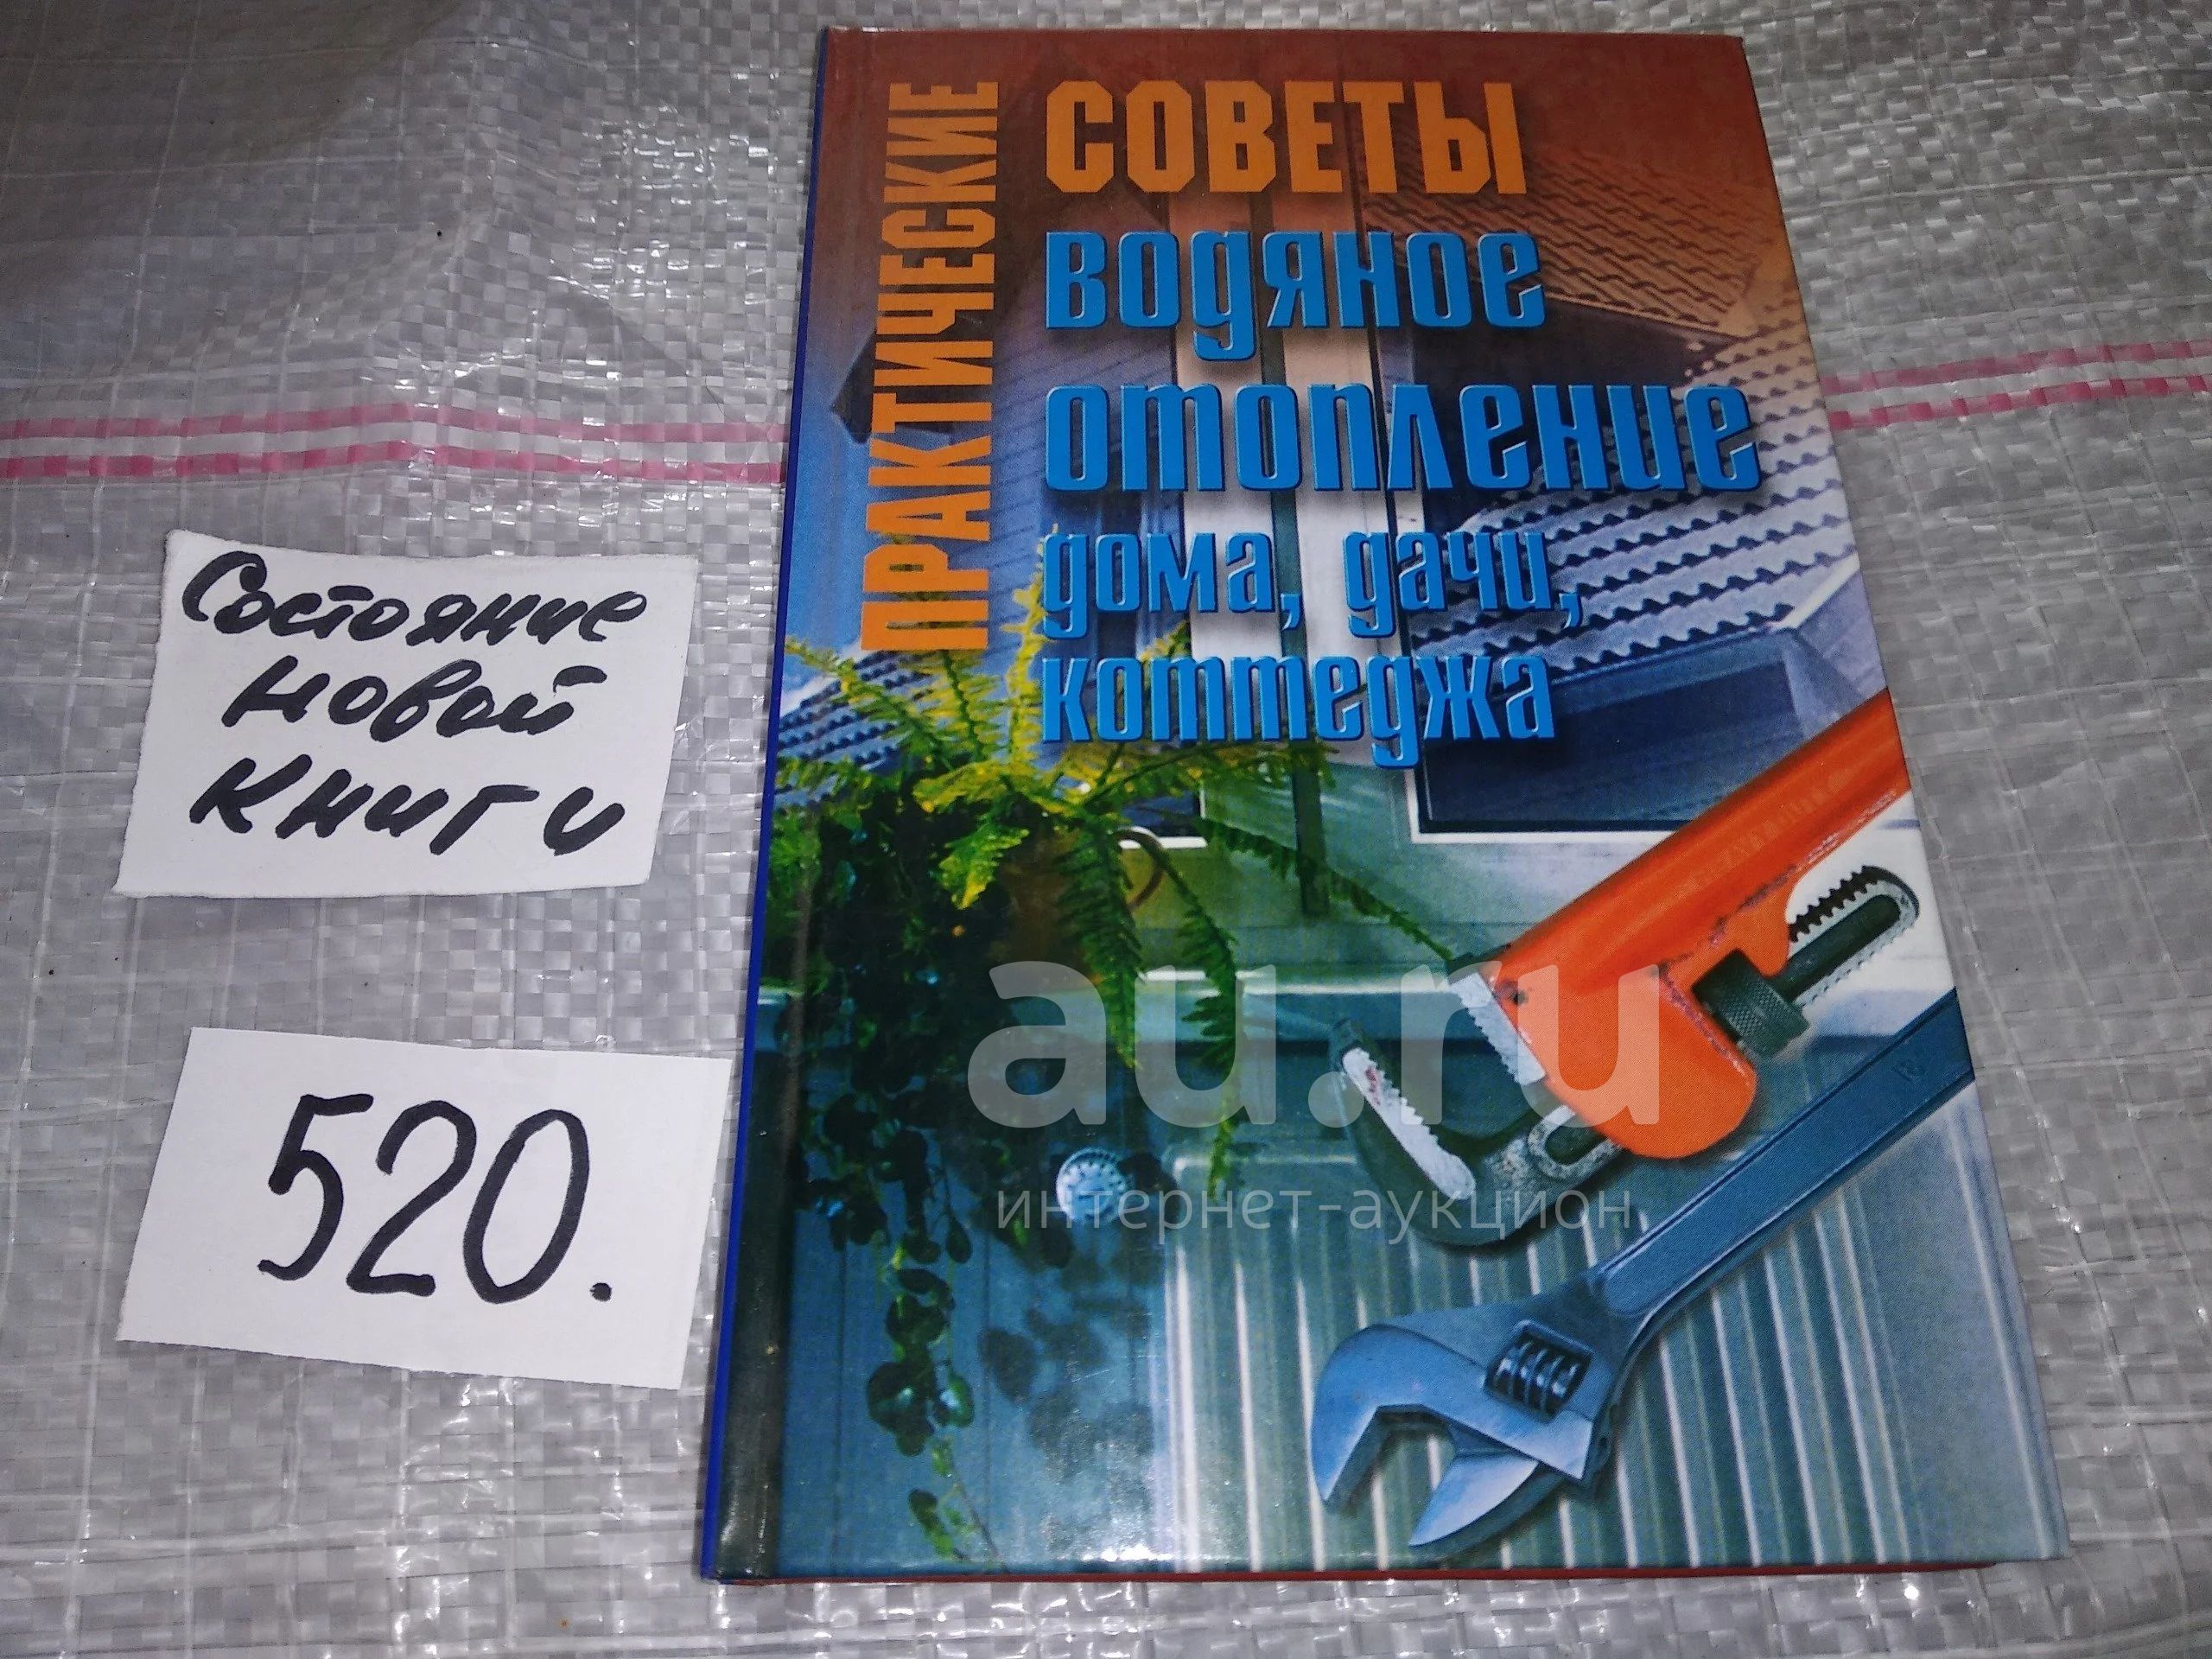 ПРАКТИЧЕСКИЕ
СОВЕТЫ
водяное
отопление
дома, дачи,
коттеджа
Состояние
новой
книги
520.
au.ru
интернет-аукцион